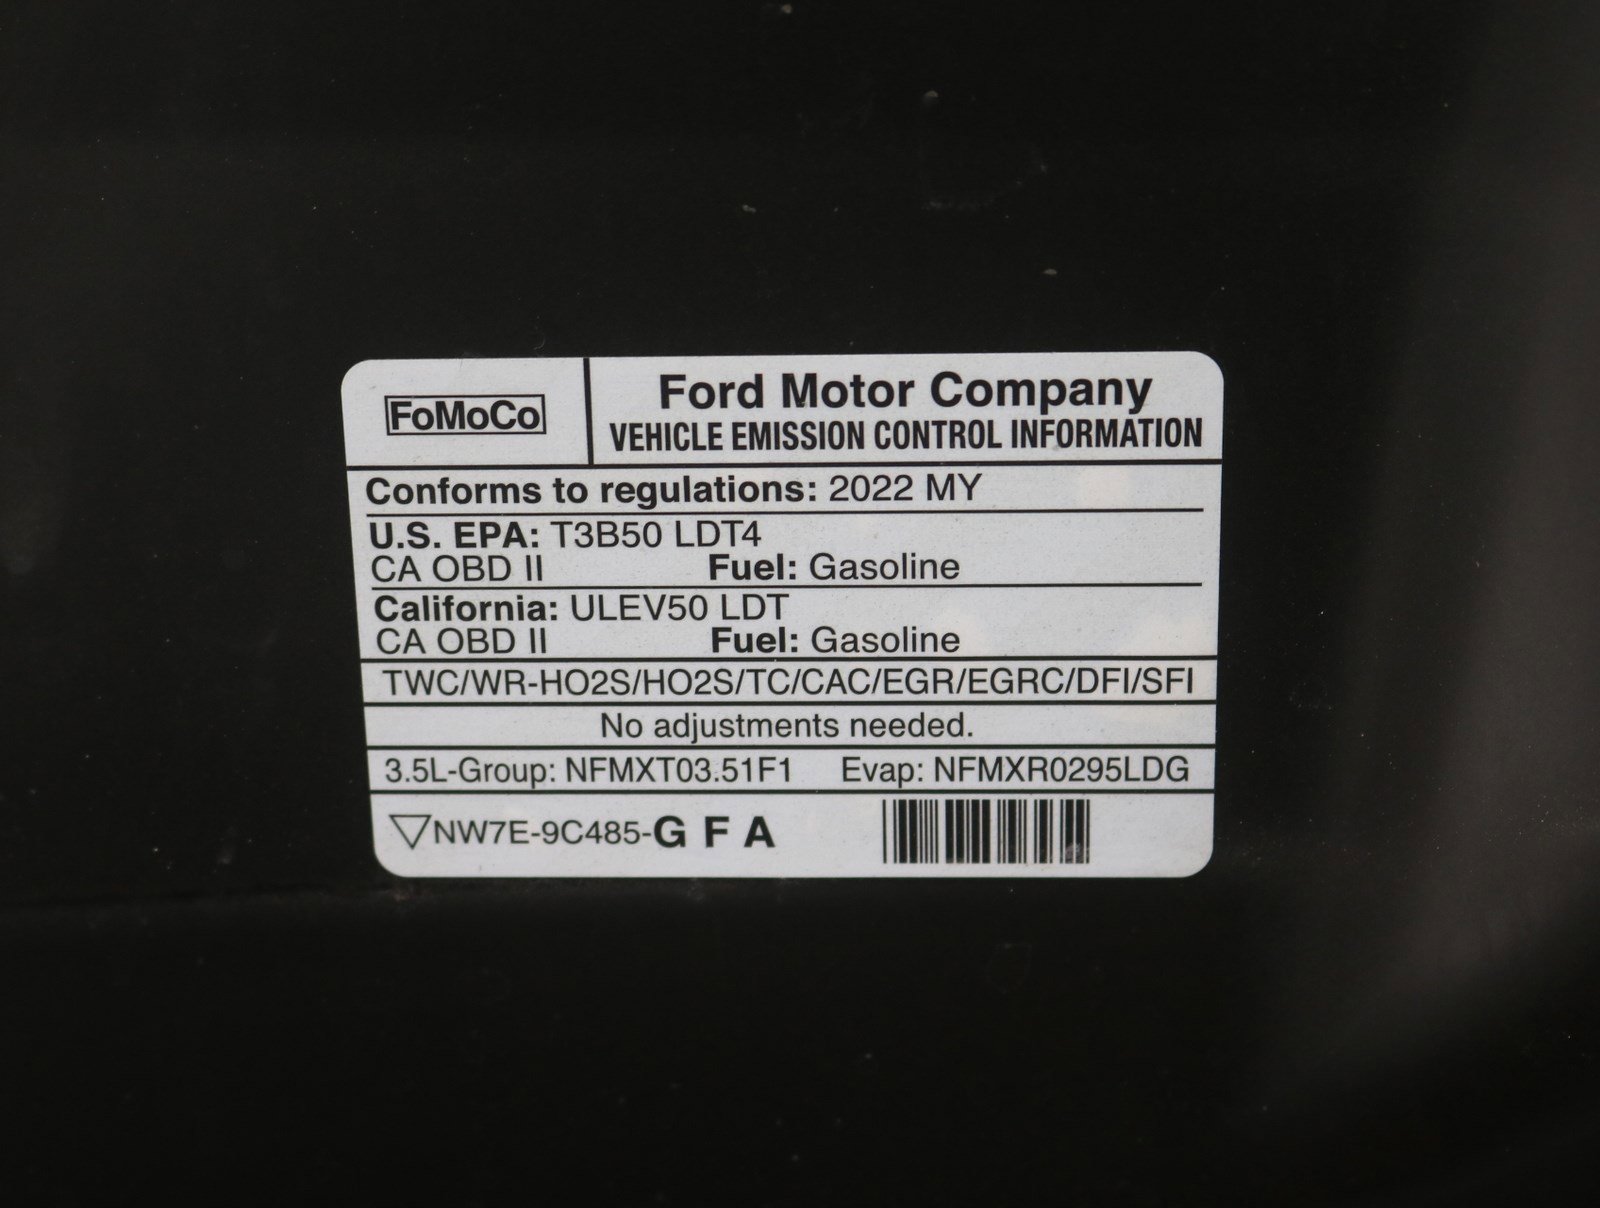 FoMoCo
Ford Motor Company
VEHICLE EMISSION CONTROL INFORMATION
Conforms to regulations: 2022 MY
U.S. EPA: T3B50 LDT4
CA OBD II Fuel: Gasoline
California: ULEV50 LDT
CA OBD II Fuel: Gasoline
TWC/WR-HO2S/HO2S/TC/CAC/EGR/EGRC/DFI/SFI
No adjustments needed.
3.5L-Group: NFMXT03.51F1 Evap: NFMXR0295LDG
▽NW7E-9C485-G F A